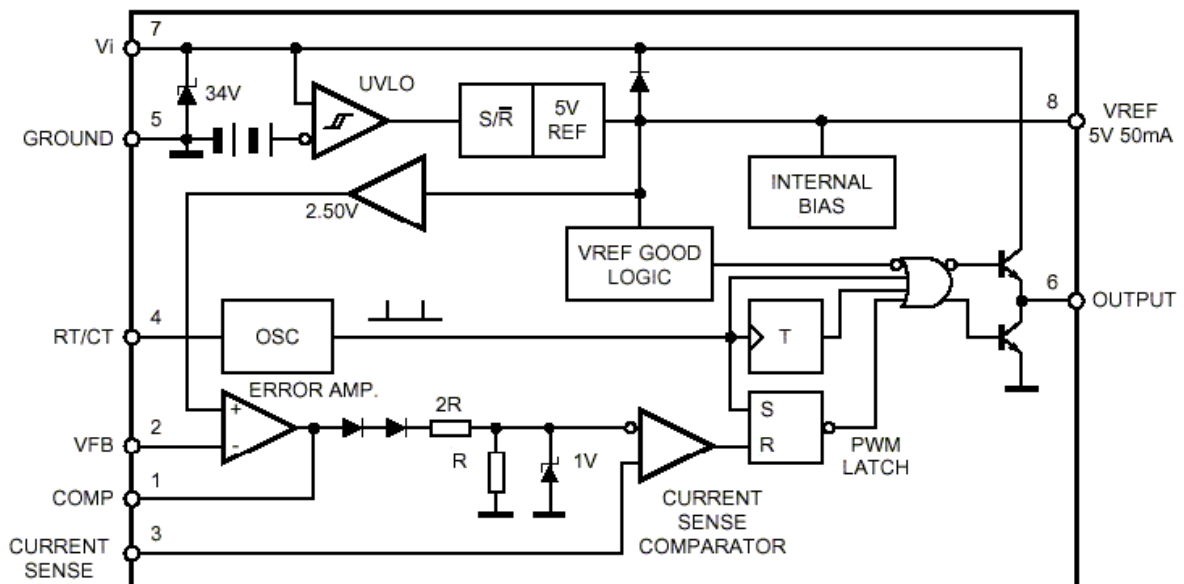 7
Vi
UVLO
34V
5
GROUND
S/R̅
5V
REF
8
VREF
5V 50mA
INTERNAL
BIAS
2.50V
VREF GOOD
LOGIC
6
OUTPUT
4
RT/CT
OSC
T
ERROR AMP.
+
-
2
VFB
2R
R
1V
S
R
PWM
LATCH
1
COMP
CURRENT
SENSE
COMPARATOR
3
CURRENT
SENSE